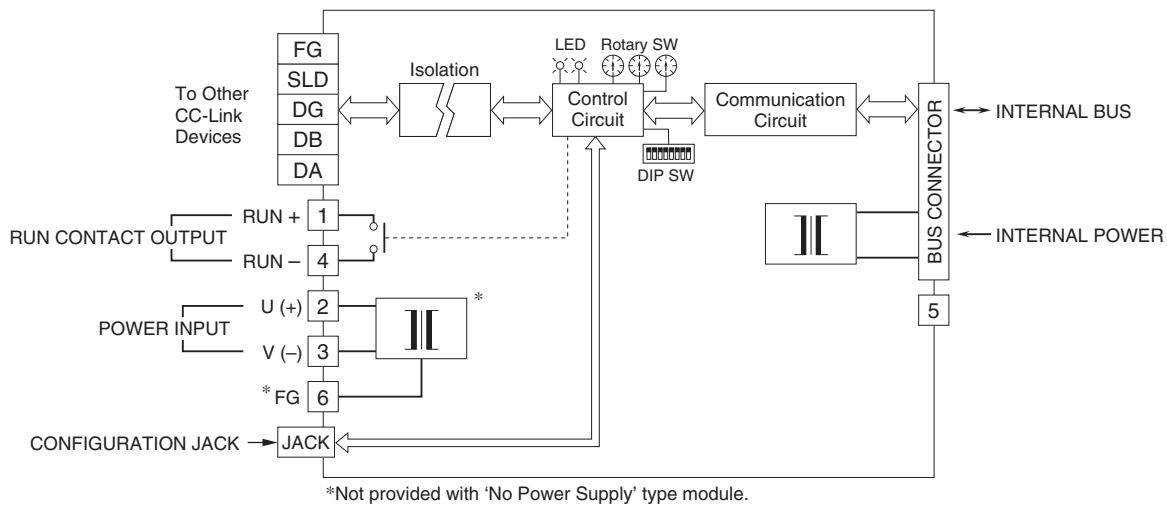 FG
SLD
DG
DB
DA
To Other
CC-Link
Devices
Isolation
LED
Rotary SW
Control
Circuit
DIP SW
Communication
Circuit
BUS CONNECTOR
INTERNAL BUS
INTERNAL POWER
5
RUN CONTACT OUTPUT
RUN + 1
RUN – 4
POWER INPUT
U (+) 2
*
V (–) 3
*FG 6
CONFIGURATION JACK
JACK
*Not provided with ‘No Power Supply’ type module.